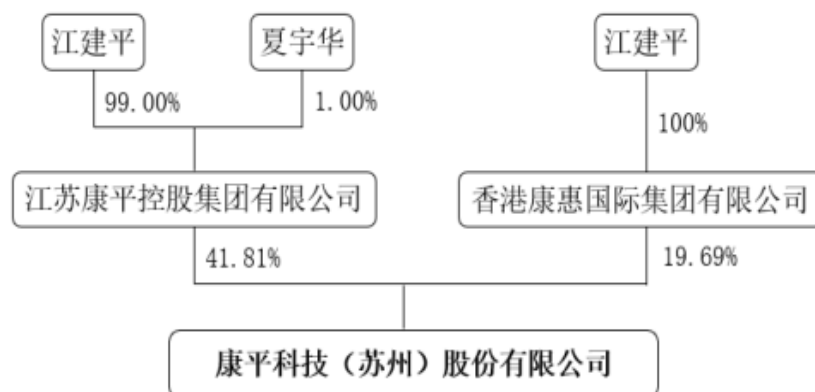 江建平
夏宇华
江建平
99.00%
1.00%
100%
江苏康平控股集团有限公司
香港康惠国际集团有限公司
41.81%
19.69%
康平科技（苏州）股份有限公司